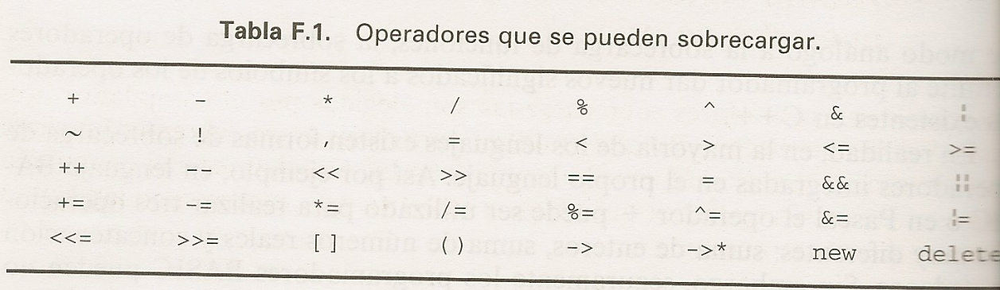 Tabla F.1. Operadores que se pueden sobrecargar.
+ - * / % ^ & ¦
~ ! , = < > <= >=
++ -- << >> == = && ¦¦
+= -= *= /= %= ^= &= ¦=
<<= >>= [ ] ( ) -> ->* new delete